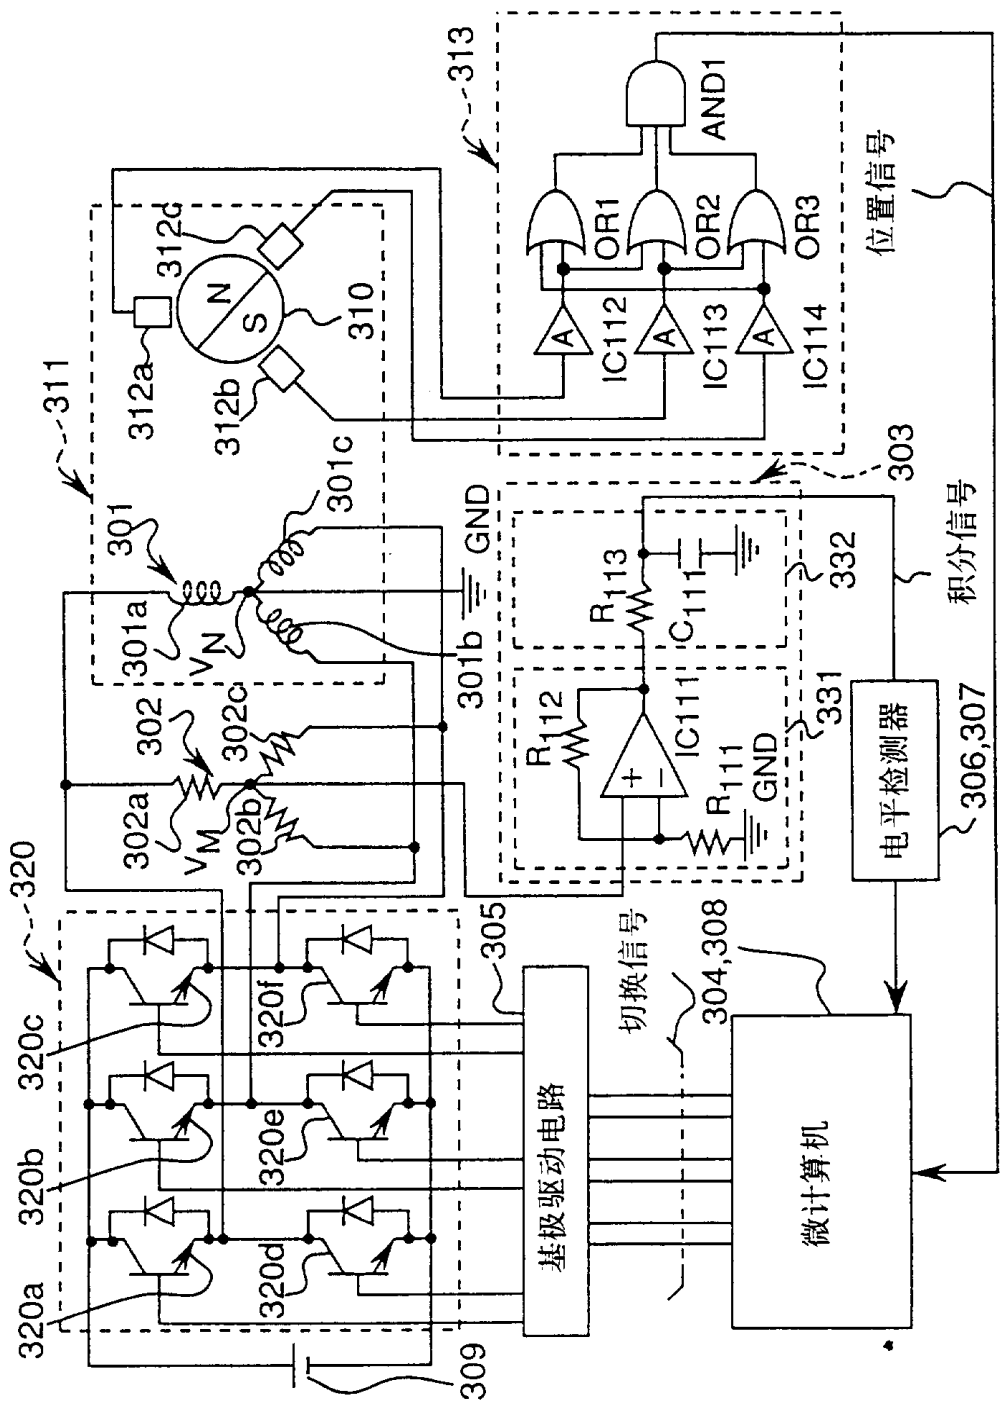 320
320a
320b
320c
320d
320e
320f
309
305
基极驱动电路
切换信号
304,308
微计算机
302
302a
302b
302c
VM
311
301
301a
301b
301c
VN
GND
312a
312b
312c
N
S
310
303
331
332
R112
IC111
+
−
R111
GND
R113
C111
积分信号
电平检测器
306,307
313
A
IC112
A
IC113
A
IC114
OR1
OR2
OR3
AND1
位置信号